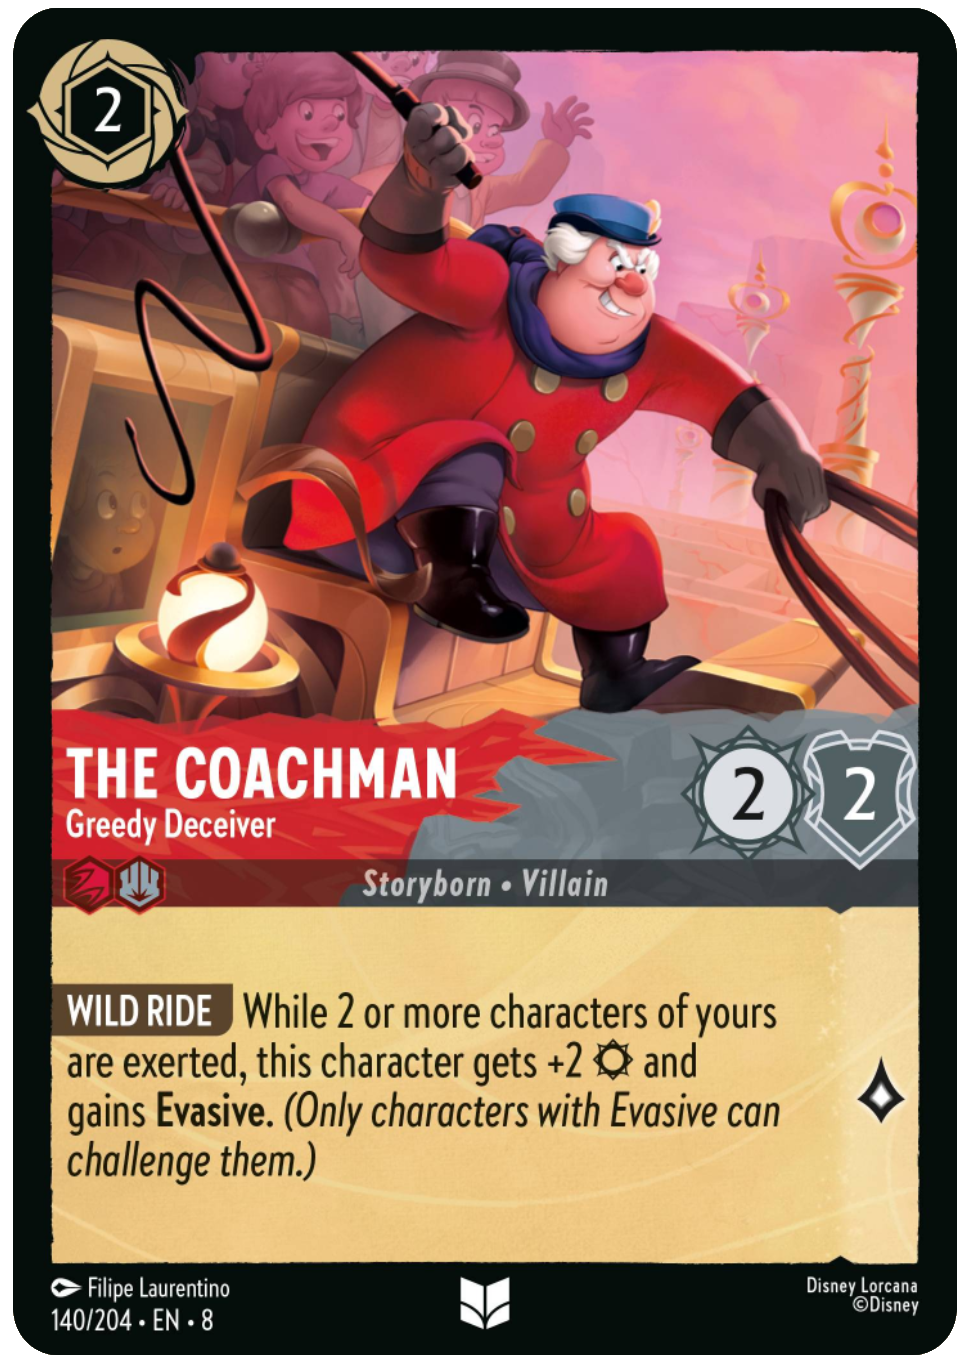 2
THE COACHMAN
Greedy Deceiver
2
2
Storyborn • Villain
WILD RIDE While 2 or more characters of yours
are exerted, this character gets +2 and
gains Evasive. (Only characters with Evasive can
challenge them.)
Filipe Laurentino
140/204 • EN • 8
Disney Lorcana
©Disney